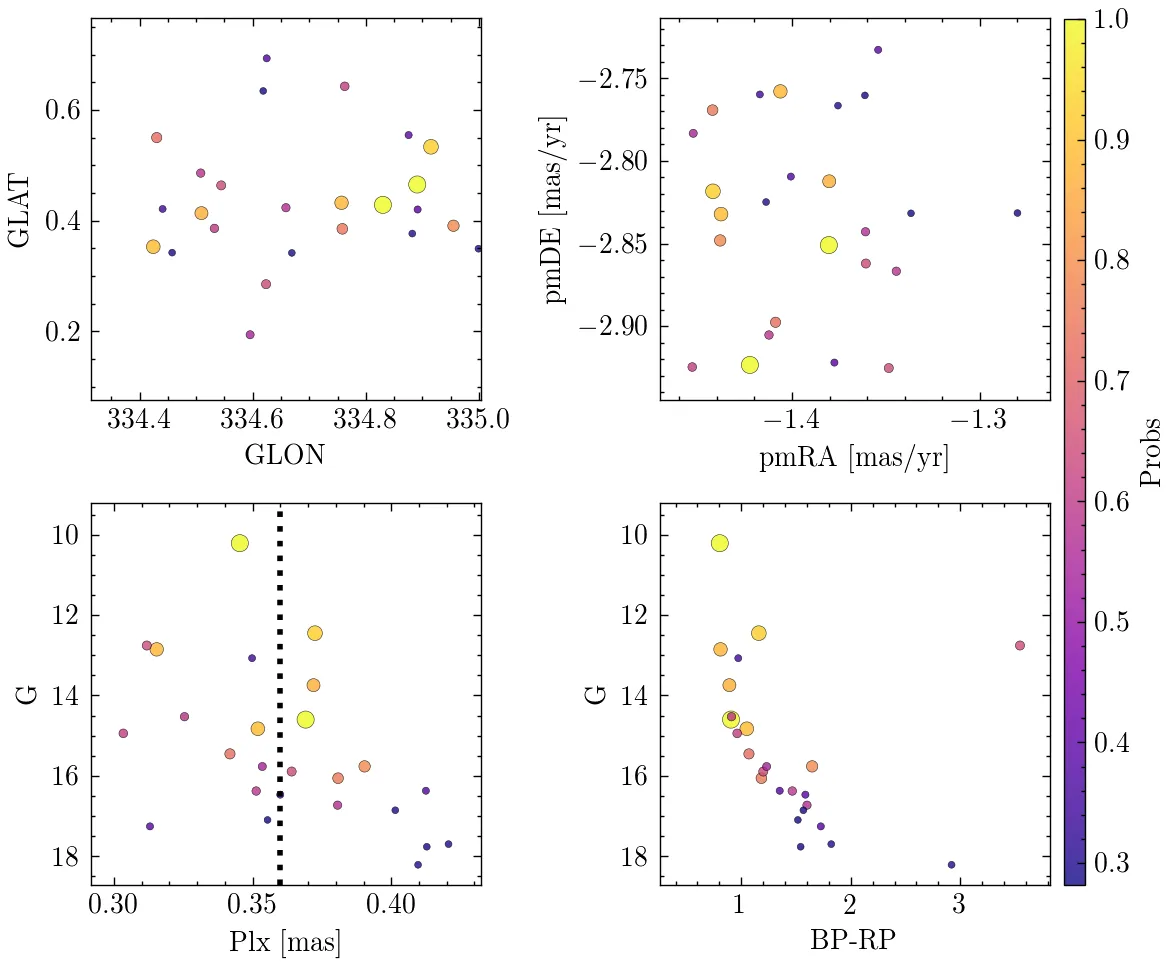 0.6
0.4
0.2
GLAT
334.4 334.6 334.8 335.0
GLON
−2.75
−2.80
−2.85
−2.90
pmDE [mas/yr]
−1.4 −1.3
pmRA [mas/yr]
1.0
0.9
0.8
0.7
0.6
0.5
0.4
0.3
Probs
10
12
14
16
18
G
0.30 0.35 0.40
Plx [mas]
10
12
14
16
18
G
1 2 3
BP-RP